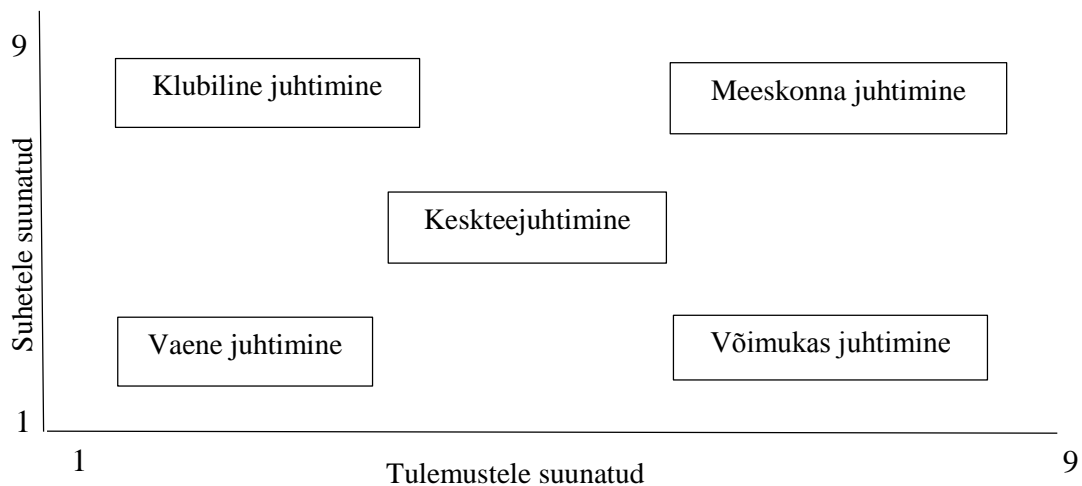 9
Klubiline juhtimine
Meeskonna juhtimine
Suhetele suunatud
Keskteejuhtimine
Vaene juhtimine
Võimukas juhtimine
1
1
Tulemustele suunatud
9